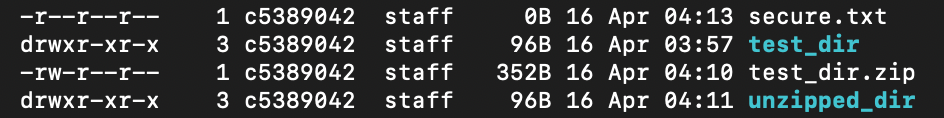 -r--r--r-- 1 c5389042 staff 0B 16 Apr 04:13 secure.txt
drwxr-xr-x 3 c5389042 staff 96B 16 Apr 03:57 test_dir
-rw-r--r-- 1 c5389042 staff 352B 16 Apr 04:10 test_dir.zip
drwxr-xr-x 3 c5389042 staff 96B 16 Apr 04:11 unzipped_dir